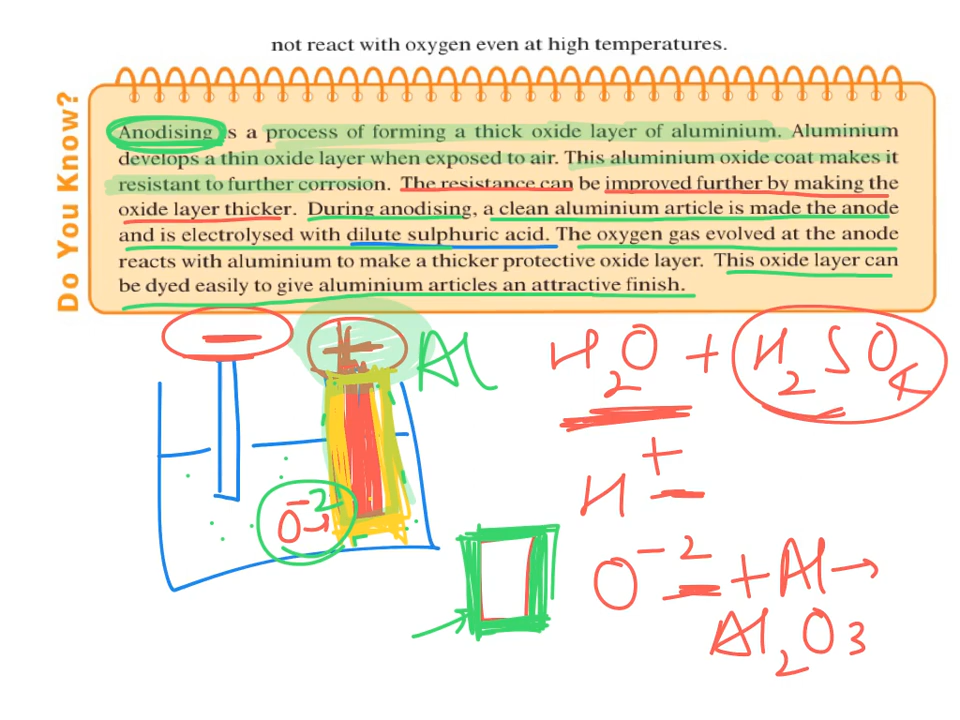 not react with oxygen even at high temperatures.
Do You Know?
Anodising is a process of forming a thick oxide layer of aluminium. Aluminium
develops a thin oxide layer when exposed to air. This aluminium oxide coat makes it
resistant to further corrosion. The resistance can be improved further by making the
oxide layer thicker. During anodising, a clean aluminium article is made the anode
and is electrolysed with dilute sulphuric acid. The oxygen gas evolved at the anode
reacts with aluminium to make a thicker protective oxide layer. This oxide layer can
be dyed easily to give aluminium articles an attractive finish.
− + Al H₂O + H₂SO₄
H⁺
O⁻²
O⁻² + Al →
Al₂O₃